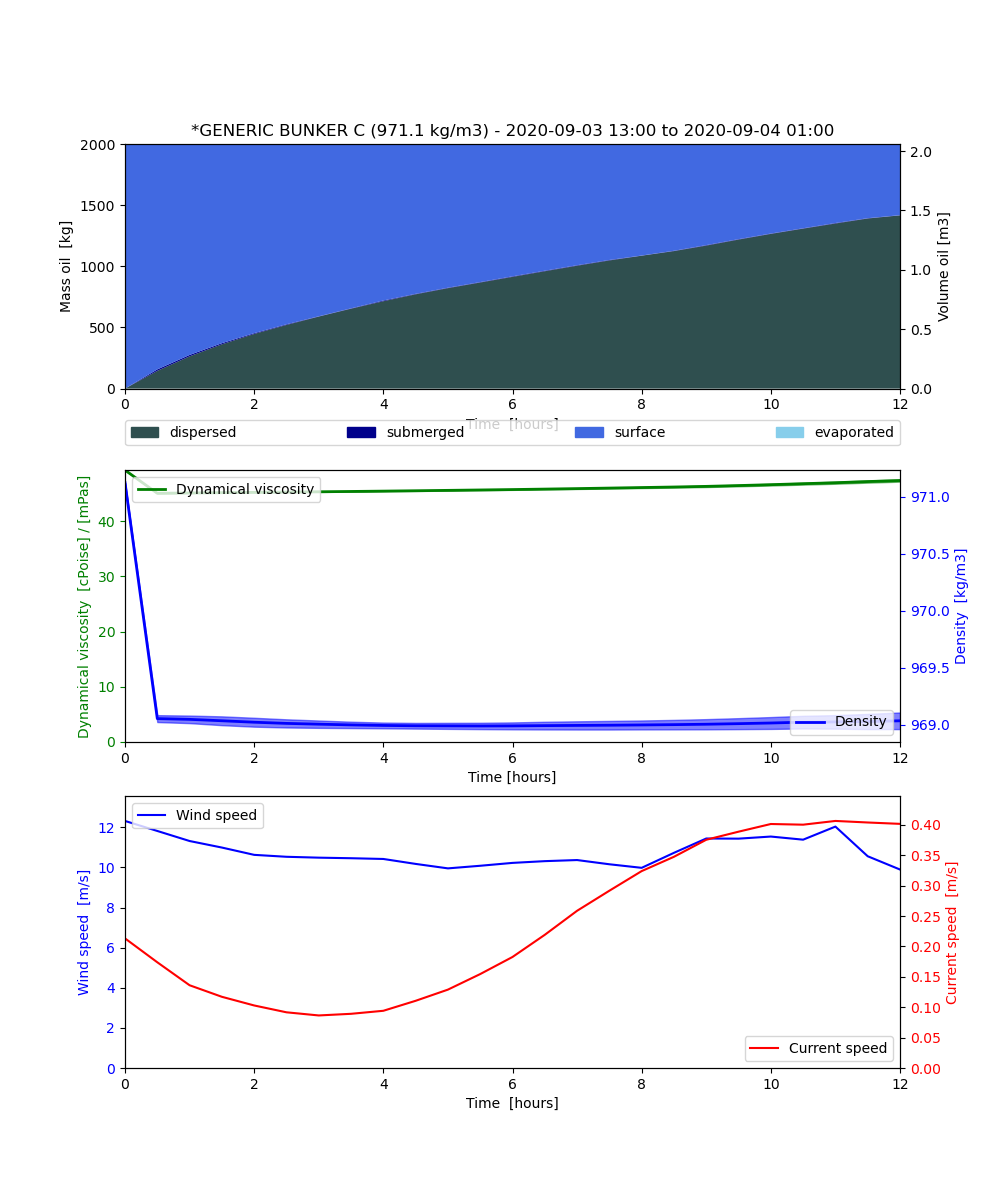 *GENERIC BUNKER C (971.1 kg/m3) - 2020-09-03 13:00 to 2020-09-04 01:00
2000
1500
1000
500
0
Mass oil [kg]
2.0
1.5
1.0
0.5
0.0
Volume oil [m3]
0 2 4 6 8 10 12
Time [hours]
dispersed submerged surface evaporated
Dynamical viscosity
40
30
20
10
0
Dynamical viscosity [cPoise] / [mPas]
971.0
970.5
970.0
969.5
969.0
Density [kg/m3]
Density
0 2 4 6 8 10 12
Time [hours]
Wind speed
12
10
8
6
4
2
0
Wind speed [m/s]
0.40
0.35
0.30
0.25
0.20
0.15
0.10
0.05
0.00
Current speed [m/s]
Current speed
0 2 4 6 8 10 12
Time [hours]